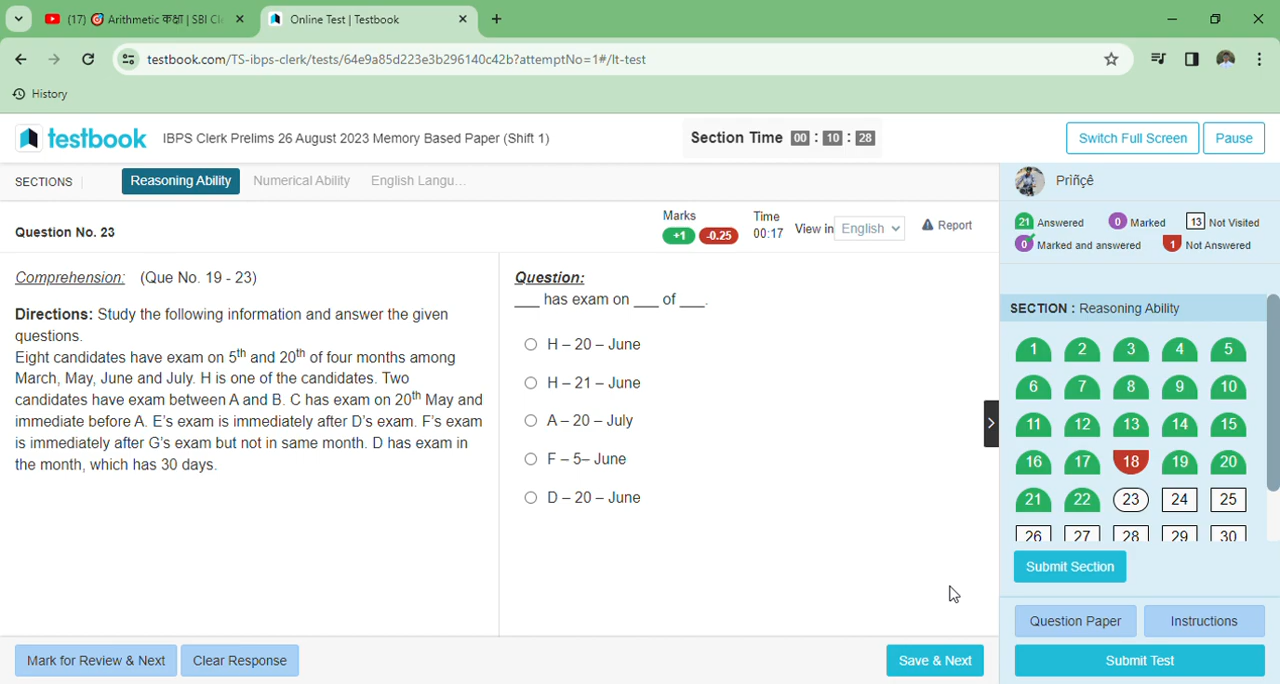 (17) 🎯 Arithmetic कक्षा | SBI Cl
Online Test | Testbook
testbook.com/TS-ibps-clerk/tests/64e9a85d223e3b296140c42b?attemptNo=1#/lt-test
History
testbook
IBPS Clerk Prelims 26 August 2023 Memory Based Paper (Shift 1)
Section Time 00 : 10 : 28
Switch Full Screen
Pause
SECTIONS
Reasoning Ability
Numerical Ability
English Langu...
Priñçê
Question No. 23
Marks
+1 -0.25
Time
00:17
View in English
Report
21 Answered
0 Marked
13 Not Visited
0 Marked and answered
1 Not Answered
Comprehension: (Que No. 19 - 23)
Directions: Study the following information and answer the given
questions.
Eight candidates have exam on 5th and 20th of four months among
March, May, June and July. H is one of the candidates. Two
candidates have exam between A and B. C has exam on 20th May and
immediate before A. E's exam is immediately after D's exam. F's exam
is immediately after G's exam but not in same month. D has exam in
the month, which has 30 days.
Question:
___ has exam on ___ of ___.
H – 20 – June
H – 21 – June
A – 20 – July
F – 5– June
D – 20 – June
SECTION : Reasoning Ability
1 2 3 4 5
6 7 8 9 10
11 12 13 14 15
16 17 18 19 20
21 22 23 24 25
26 27 28 29 30
Submit Section
Question Paper
Instructions
Mark for Review & Next
Clear Response
Save & Next
Submit Test